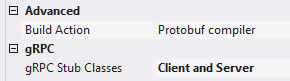 Advanced
Build Action Protobuf compiler
gRPC
gRPC Stub Classes Client and Server